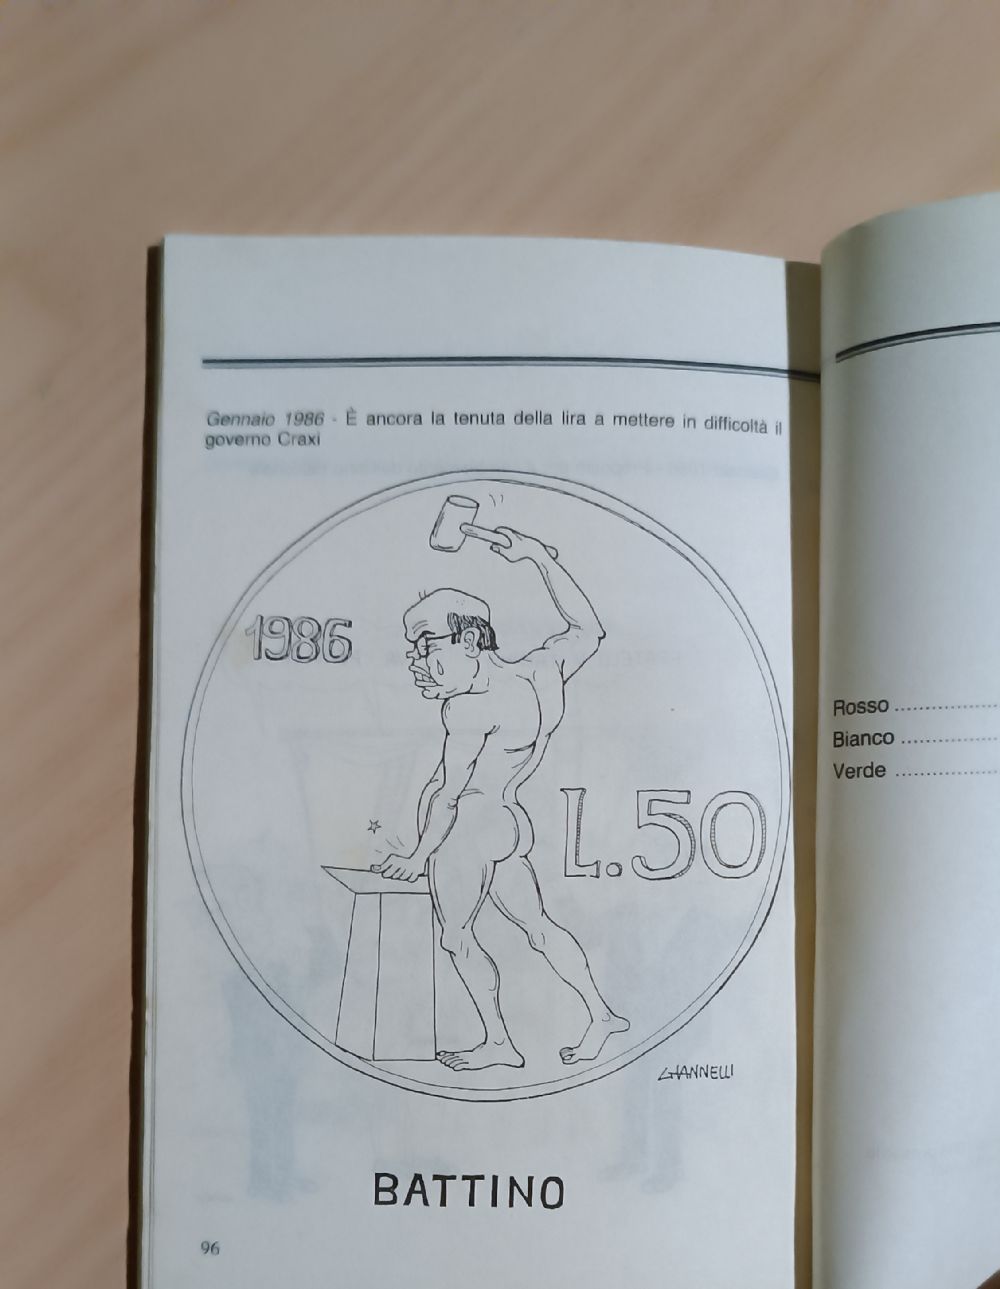 Gennaio 1986 - È ancora la tenuta della lira a mettere in difficoltà il
governo Craxi
1986
L.50
GIANNELLI
BATTINO
96
Rosso ....................
Bianco ..................
Verde ...................